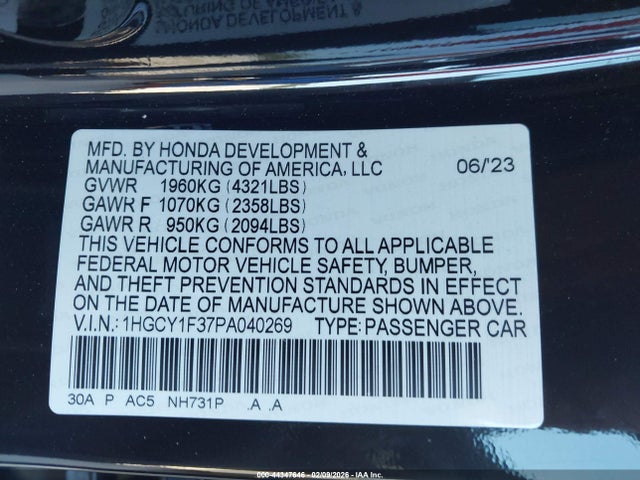 MFD. BY HONDA DEVELOPMENT &
MANUFACTURING OF AMERICA, LLC 06/'23
GVWR 1960KG (4321LBS)
GAWR F 1070KG (2358LBS)
GAWR R 950KG (2094LBS)
THIS VEHICLE CONFORMS TO ALL APPLICABLE
FEDERAL MOTOR VEHICLE SAFETY, BUMPER,
AND THEFT PREVENTION STANDARDS IN EFFECT
ON THE DATE OF MANUFACTURE SHOWN ABOVE.
V.I.N.: 1HGCY1F37PA040269 TYPE: PASSENGER CAR
30A P AC5 NH731P .A .A
000-44347646 - 02/09/2026 - IAA Inc.